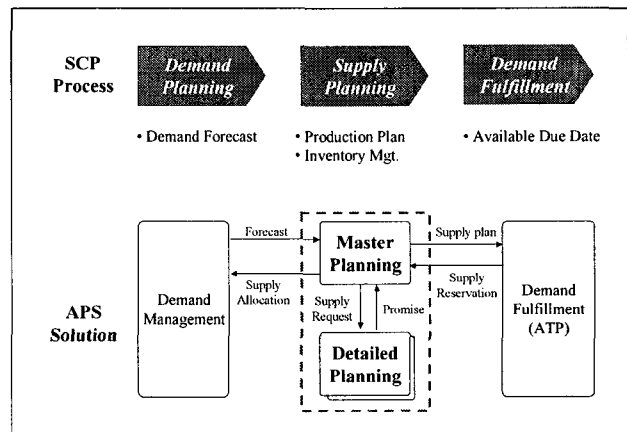 SCP
Process
Demand
Planning
Supply
Planning
Demand
Fulfillment
• Demand Forecast
• Production Plan
• Inventory Mgt.
• Available Due Date
APS
Solution
Demand
Management
Forecast
Supply
Allocation
Master
Planning
Supply
Request
Promise
Detailed
Planning
Supply plan
Supply
Reservation
Demand
Fulfillment
(ATP)